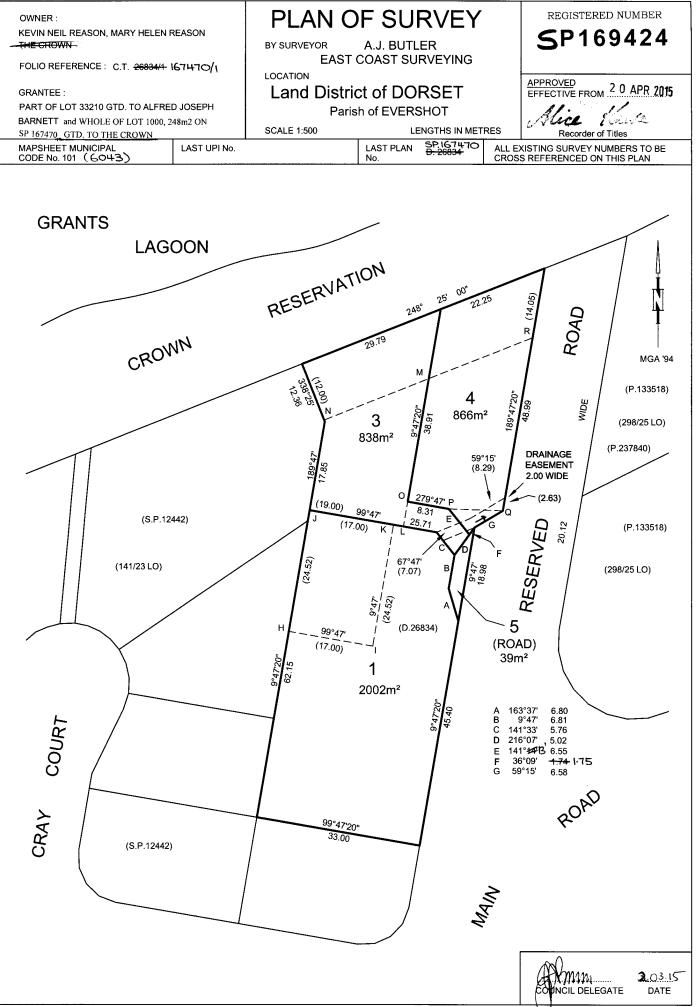 OWNER :
KEVIN NEIL REASON, MARY HELEN REASON
THE CROWN
FOLIO REFERENCE : C.T. 26834/1 167470/1
GRANTEE :
PART OF LOT 33210 GTD. TO ALFRED JOSEPH
BARNETT and WHOLE OF LOT 1000, 248m2 ON
SP 167470 GTD. TO THE CROWN
PLAN OF SURVEY
BY SURVEYOR A.J. BUTLER
EAST COAST SURVEYING
LOCATION
Land District of DORSET
Parish of EVERSHOT
SCALE 1:500 LENGTHS IN METRES
REGISTERED NUMBER
SP169424
APPROVED
EFFECTIVE FROM 20 APR 2015
Alice Kawa
Recorder of Titles
MAPSHEET MUNICIPAL
CODE No. 101 (6043)
LAST UPI No.
LAST PLAN
No. SP.167470
D. 26834
ALL EXISTING SURVEY NUMBERS TO BE
CROSS REFERENCED ON THIS PLAN
GRANTS
LAGOON
CROWN RESERVATION
248° 25' 00"
29.79
22.25
(14.05)
R
ROAD
N
MGA '94
(P.133518)
(298/25 LO)
(P.237840)
WIDE
338°25'
12.36
(12.00)
N
M
3
838m²
4
866m²
9°47'20"
38.91
189°47'20"
48.99
189°47'
17.85
59°15'
(8.29)
DRAINAGE
EASEMENT
2.00 WIDE
(2.63)
O
279°47'
8.31
P
E
Q
G
F
(19.00)
99°47'
(17.00)
25.71
J
K
L
C
D
B
A
67°47'
(7.07)
9°47'
18.98
RESERVED
20.12
(P.133518)
(298/25 LO)
(S.P.12442)
(141/23 LO)
(24.52)
9°47'
(24.52)
(D.26834)
H
99°47'
(17.00)
5
(ROAD)
39m²
9°47'20"
62.15
1
2002m²
9°47'20"
45.40
A 163°37' 6.80
B 9°47' 6.81
C 141°33' 5.76
D 216°07' 5.02
E 141°13' 6.55
F 36°09' 1.74 1.75
G 59°15' 6.58
CRAY COURT
99°47'20"
33.00
(S.P.12442)
MAIN ROAD
COUNCIL DELEGATE
3.03.15
DATE